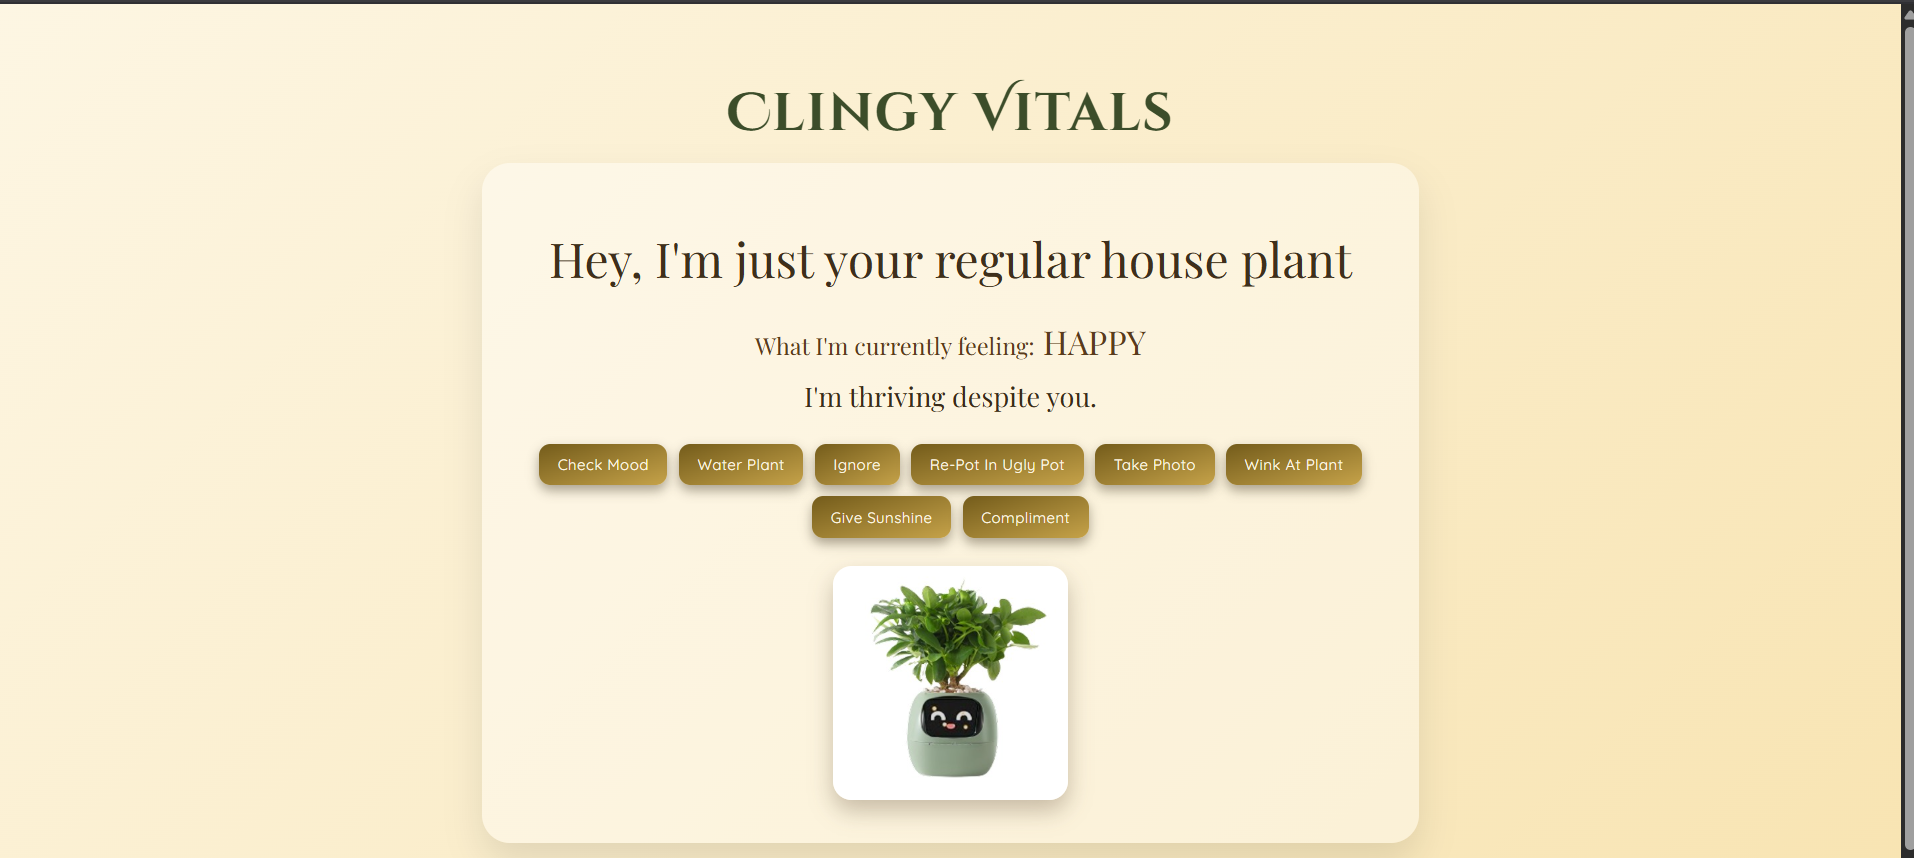 Clingy Vitals
Hey, I'm just your regular house plant
What I'm currently feeling: HAPPY
I'm thriving despite you.
Check Mood Water Plant Ignore Re-Pot In Ugly Pot Take Photo Wink At Plant
Give Sunshine Compliment